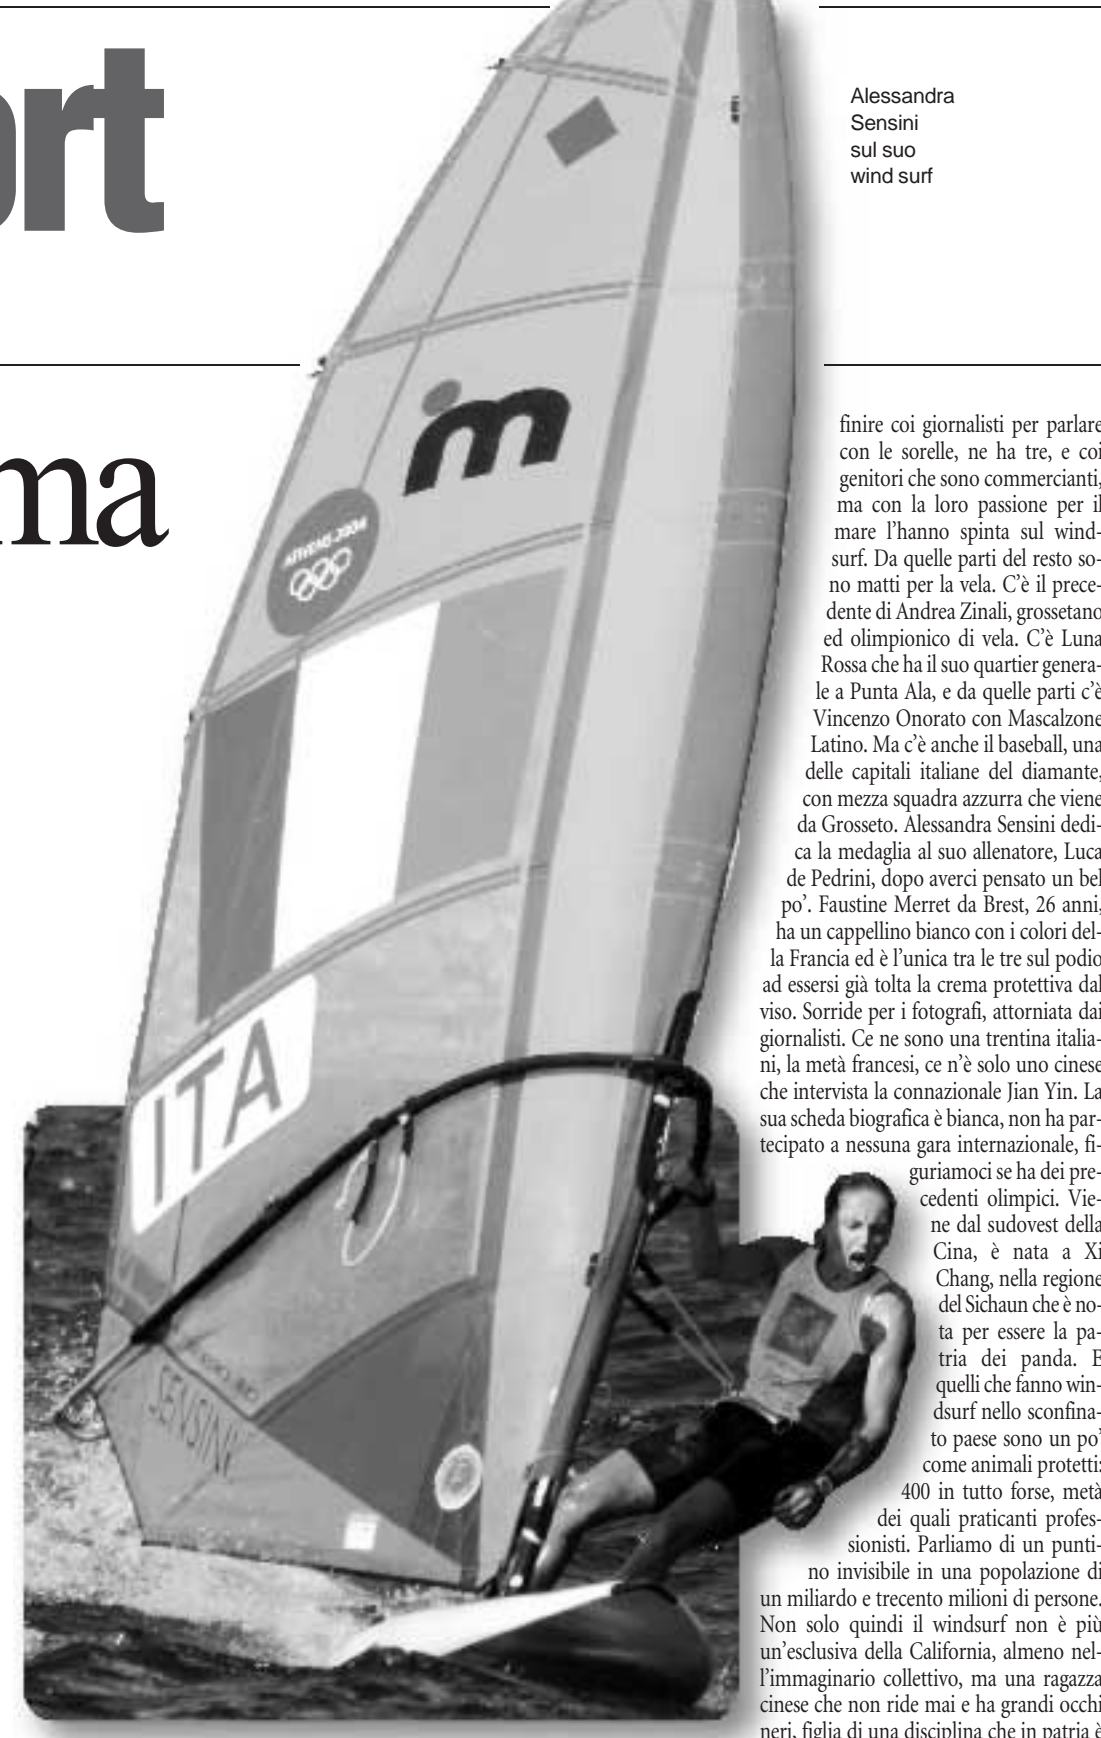 ort
Alessandra
Sensini
sul suo
wind surf
ma
m
ATHENS 2004
ITA
SENSINI
finire coi giornalisti per parlare
con le sorelle, ne ha tre, e coi
genitori che sono commercianti,
ma con la loro passione per il
mare l'hanno spinta sul wind-
surf. Da quelle parti del resto so-
no matti per la vela. C'è il prece-
dente di Andrea Zinali, grossetano
ed olimpionico di vela. C'è Luna
Rossa che ha il suo quartier genera-
le a Punta Ala, e da quelle parti c'è
Vincenzo Onorato con Mascalzone
Latino. Ma c'è anche il baseball, una
delle capitali italiane del diamante,
con mezza squadra azzurra che viene
da Grosseto. Alessandra Sensini dedi-
ca la medaglia al suo allenatore, Luca
de Pedrini, dopo averci pensato un bel
po'. Faustine Merret da Brest, 26 anni,
ha un cappellino bianco con i colori del-
la Francia ed è l'unica tra le tre sul podio
ad essersi già tolta la crema protettiva dal
viso. Sorride per i fotografi, attorniata dai
giornalisti. Ce ne sono una trentina italia-
ni, la metà francesi, ce n'è solo uno cinese
che intervista la connazionale Jian Yin. La
sua scheda biografica è bianca, non ha par-
tecipato a nessuna gara internazionale, fi-
guriamoci se ha dei pre-
cedenti olimpici. Vie-
ne dal sudovest della
Cina, è nata a Xi
Chang, nella regione
del Sichaun che è no-
ta per essere la pa-
tria dei panda. E
quelli che fanno win-
dsurf nello sconfina-
to paese sono un po'
come animali protetti:
400 in tutto forse, metà
dei quali praticanti profes-
sionisti. Parliamo di un punti-
no invisibile in una popolazione di
un miliardo e trecento milioni di persone.
Non solo quindi il windsurf non è più
un'esclusiva della California, almeno nel-
l'immaginario collettivo, ma una ragazza
cinese che non ride mai e ha grandi occhi
neri, figlia di una disciplina che in patria è